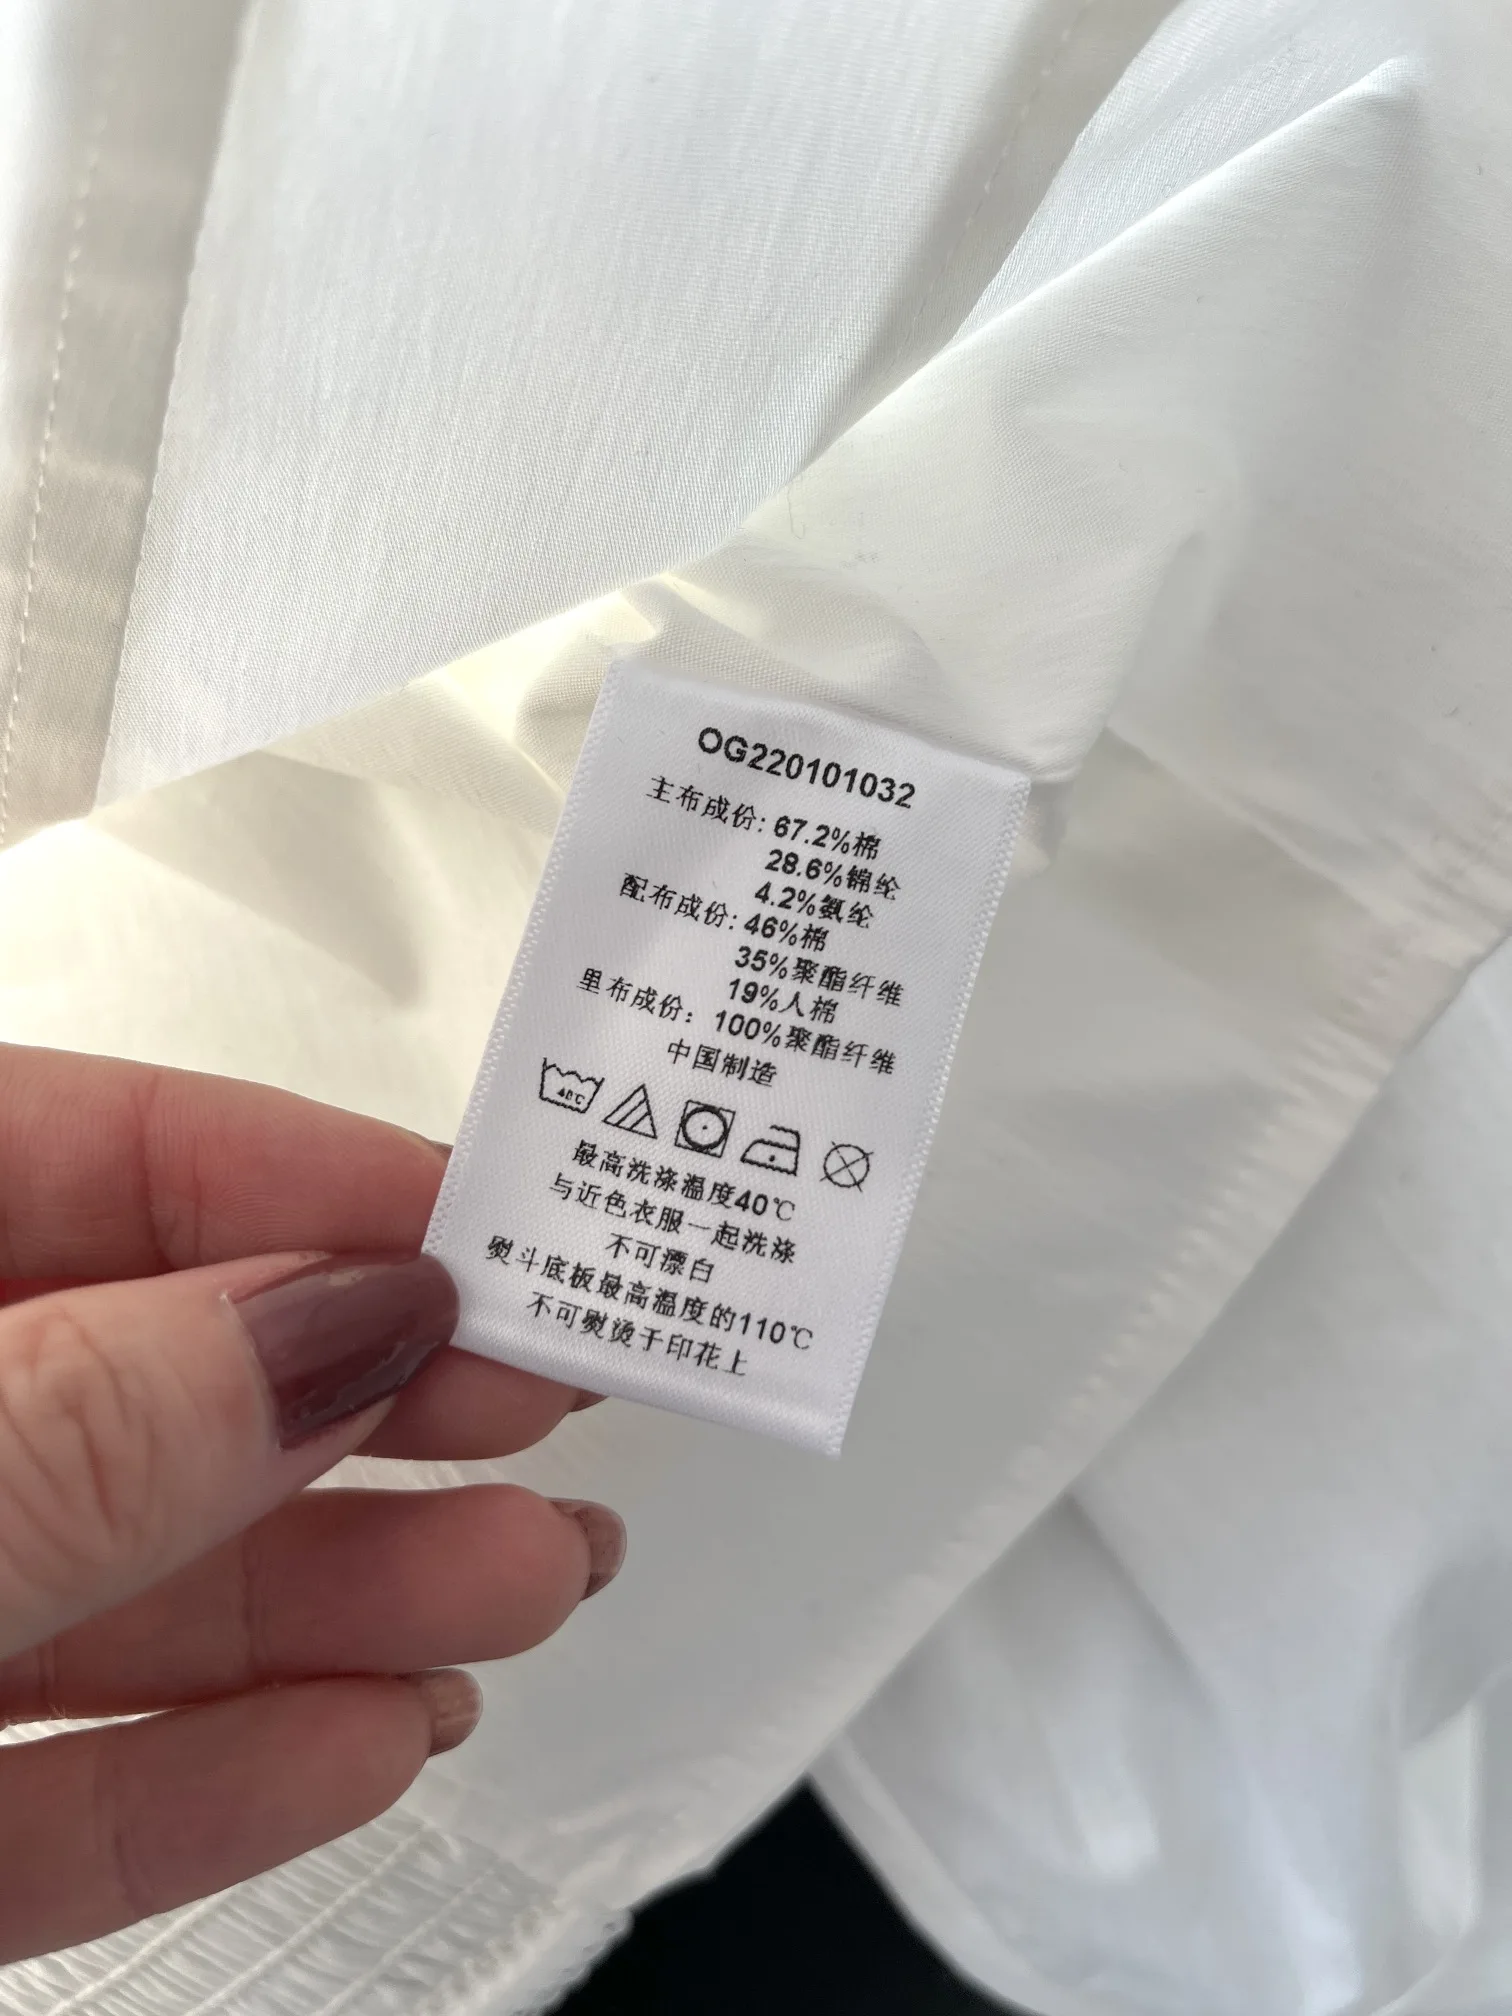 OG220101032
主布成份: 67.2%棉
28.6%锦纶
4.2%氨纶
配布成份: 46%棉
35%聚酯纤维
19%人棉
里布成份: 100%聚酯纤维
中国制造
40°C
最高洗涤温度40℃
与近色衣服一起洗涤
不可漂白
熨斗底板最高温度的110℃
不可熨烫于印花上